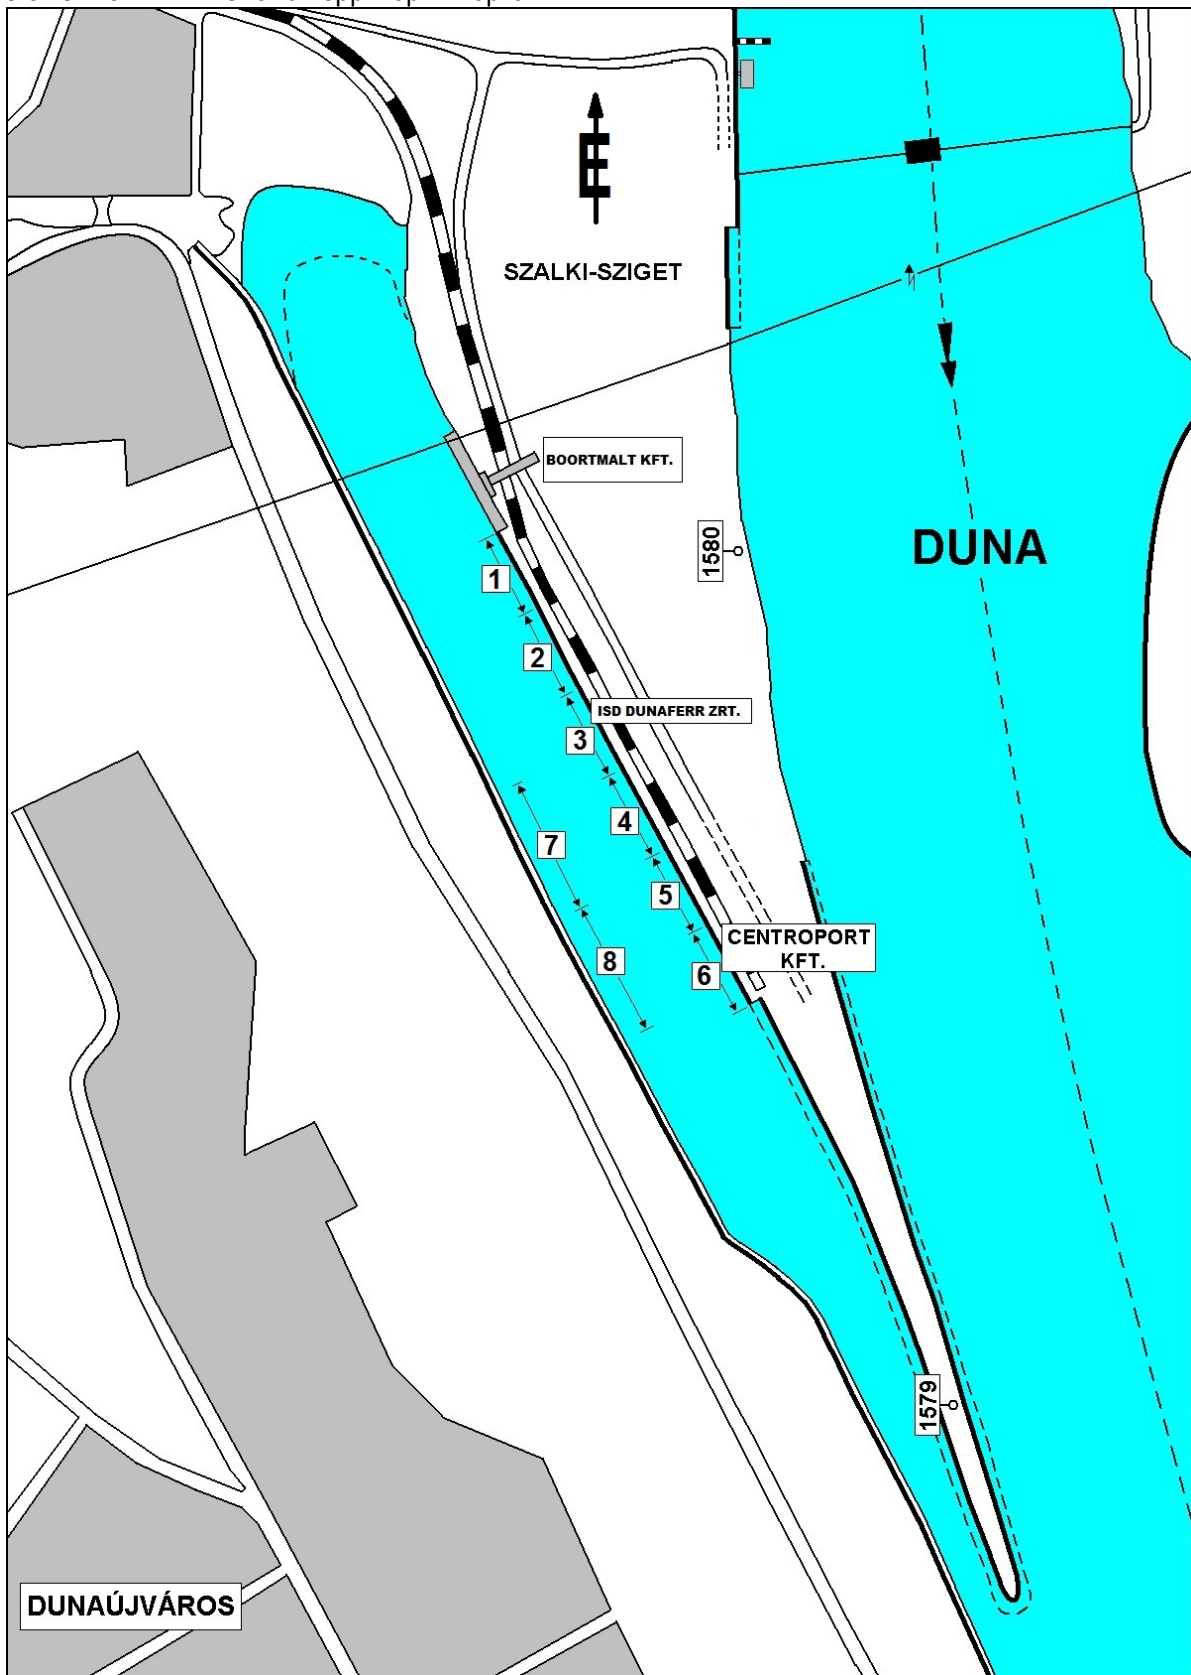 É
SZALKI-SZIGET
BOORTMALT KFT.
1580
DUNA
1
2
ISD DUNAFERR ZRT.
3
4
7
5
CENTROPORT
KFT.
8
6
1579
DUNAÚJVÁROS